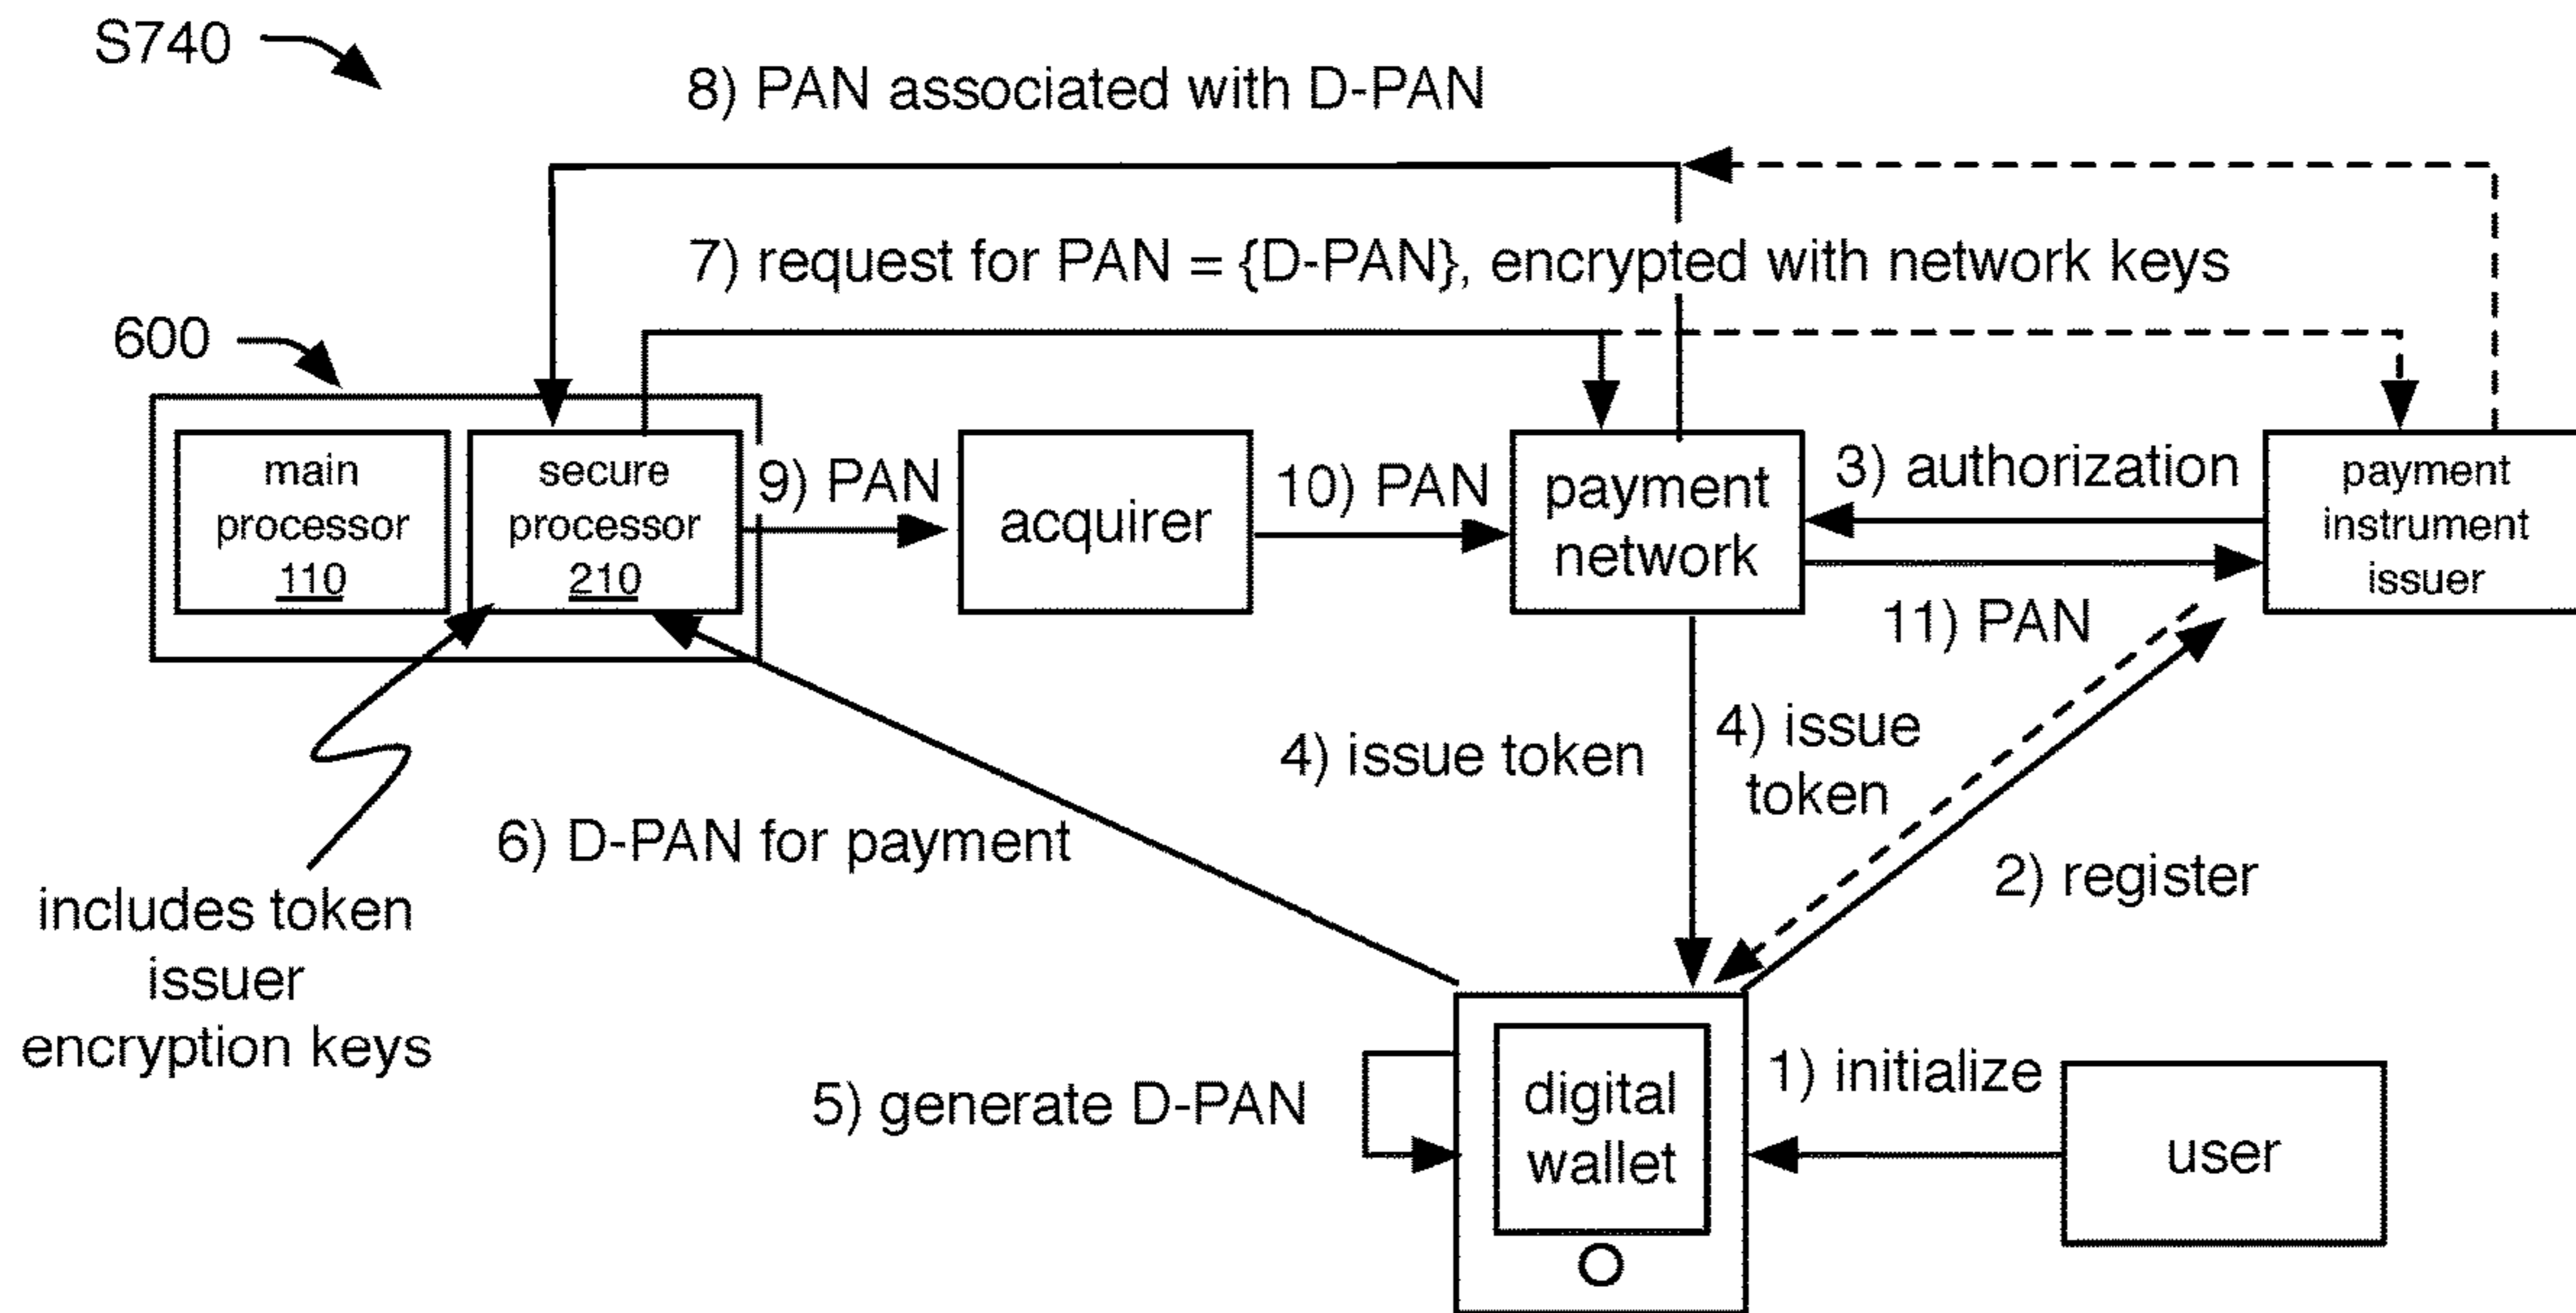 S740
8) PAN associated with D-PAN
7) request for PAN = {D-PAN}, encrypted with network keys
600
main
processor
110
secure
processor
210
9) PAN
acquirer
10) PAN
payment
network
3) authorization
11) PAN
payment
instrument
issuer
4) issue token
4) issue
token
2) register
6) D-PAN for payment
includes token
issuer
encryption keys
5) generate D-PAN
digital
wallet
1) initialize
user